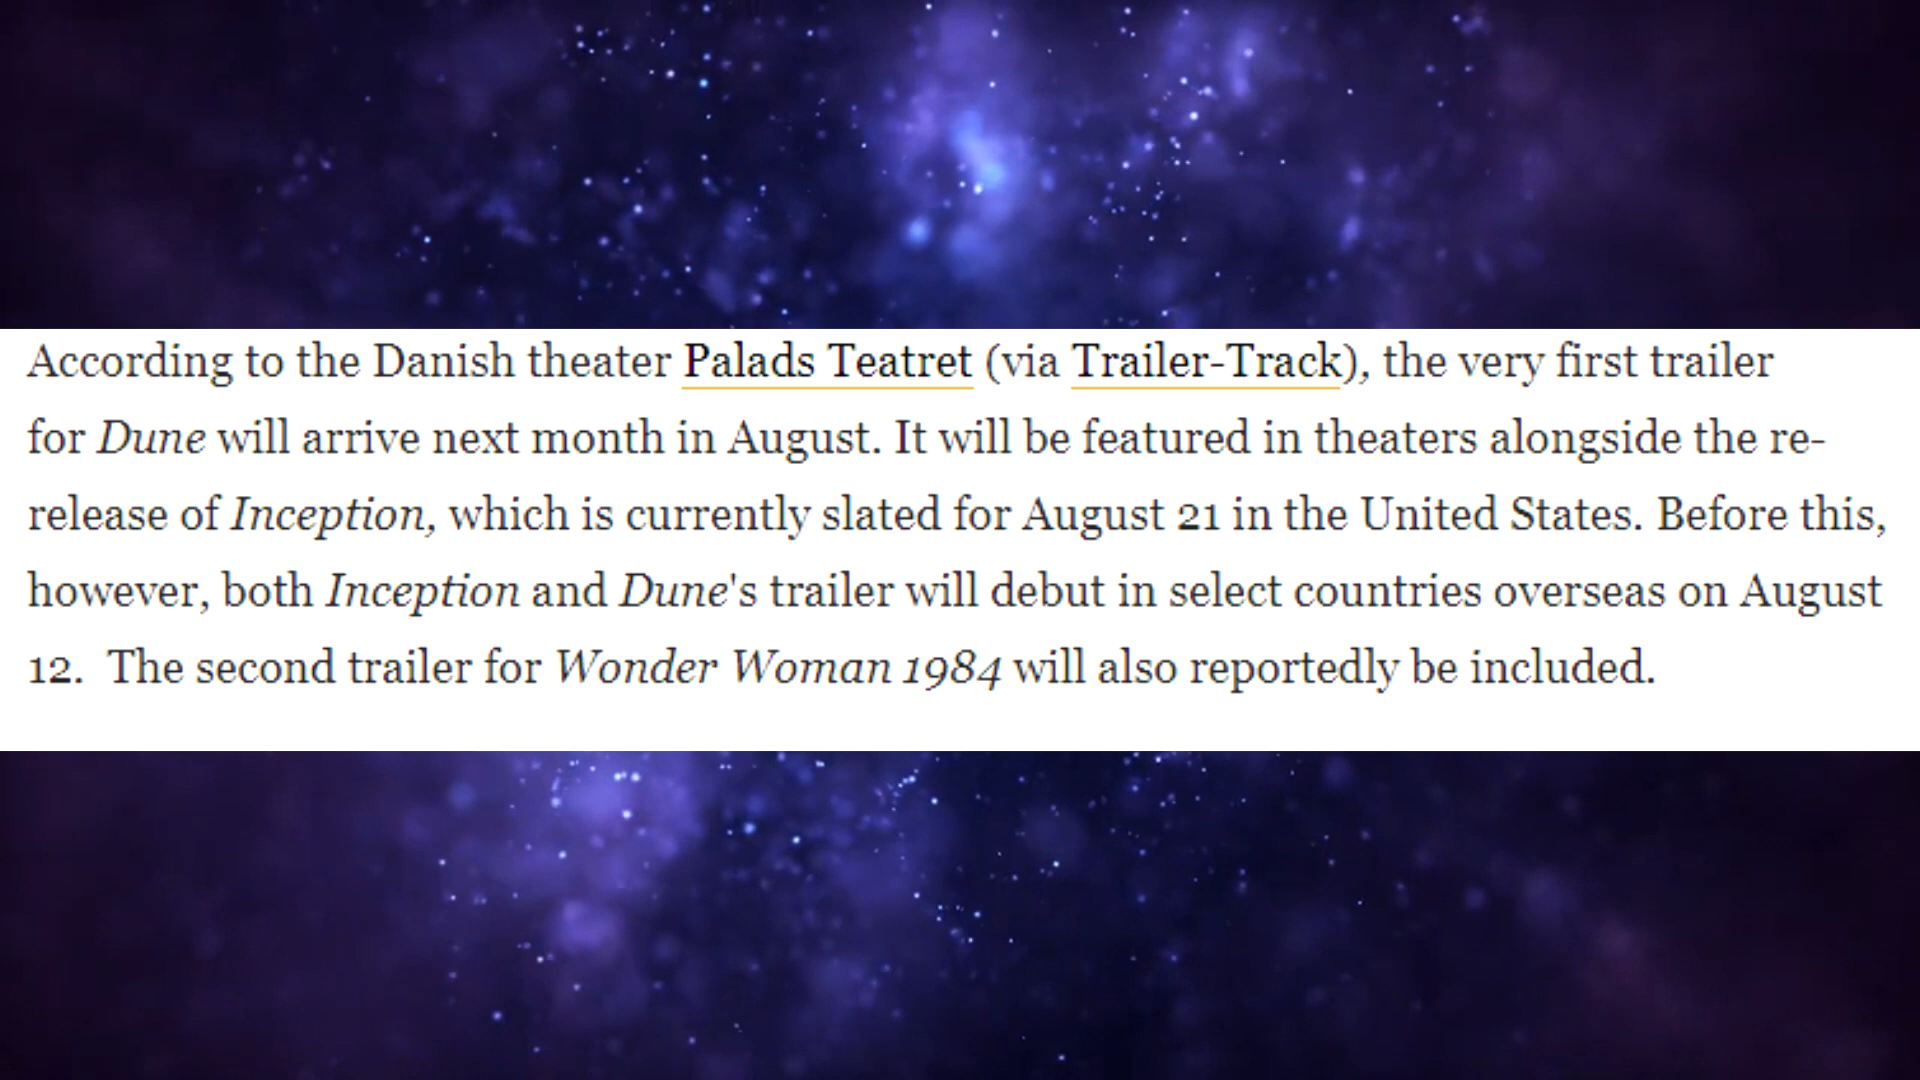 According to the Danish theater Palads Teatret (via Trailer-Track), the very first trailer
for Dune will arrive next month in August. It will be featured in theaters alongside the re-
release of Inception, which is currently slated for August 21 in the United States. Before this,
however, both Inception and Dune's trailer will debut in select countries overseas on August
12.  The second trailer for Wonder Woman 1984 will also reportedly be included.